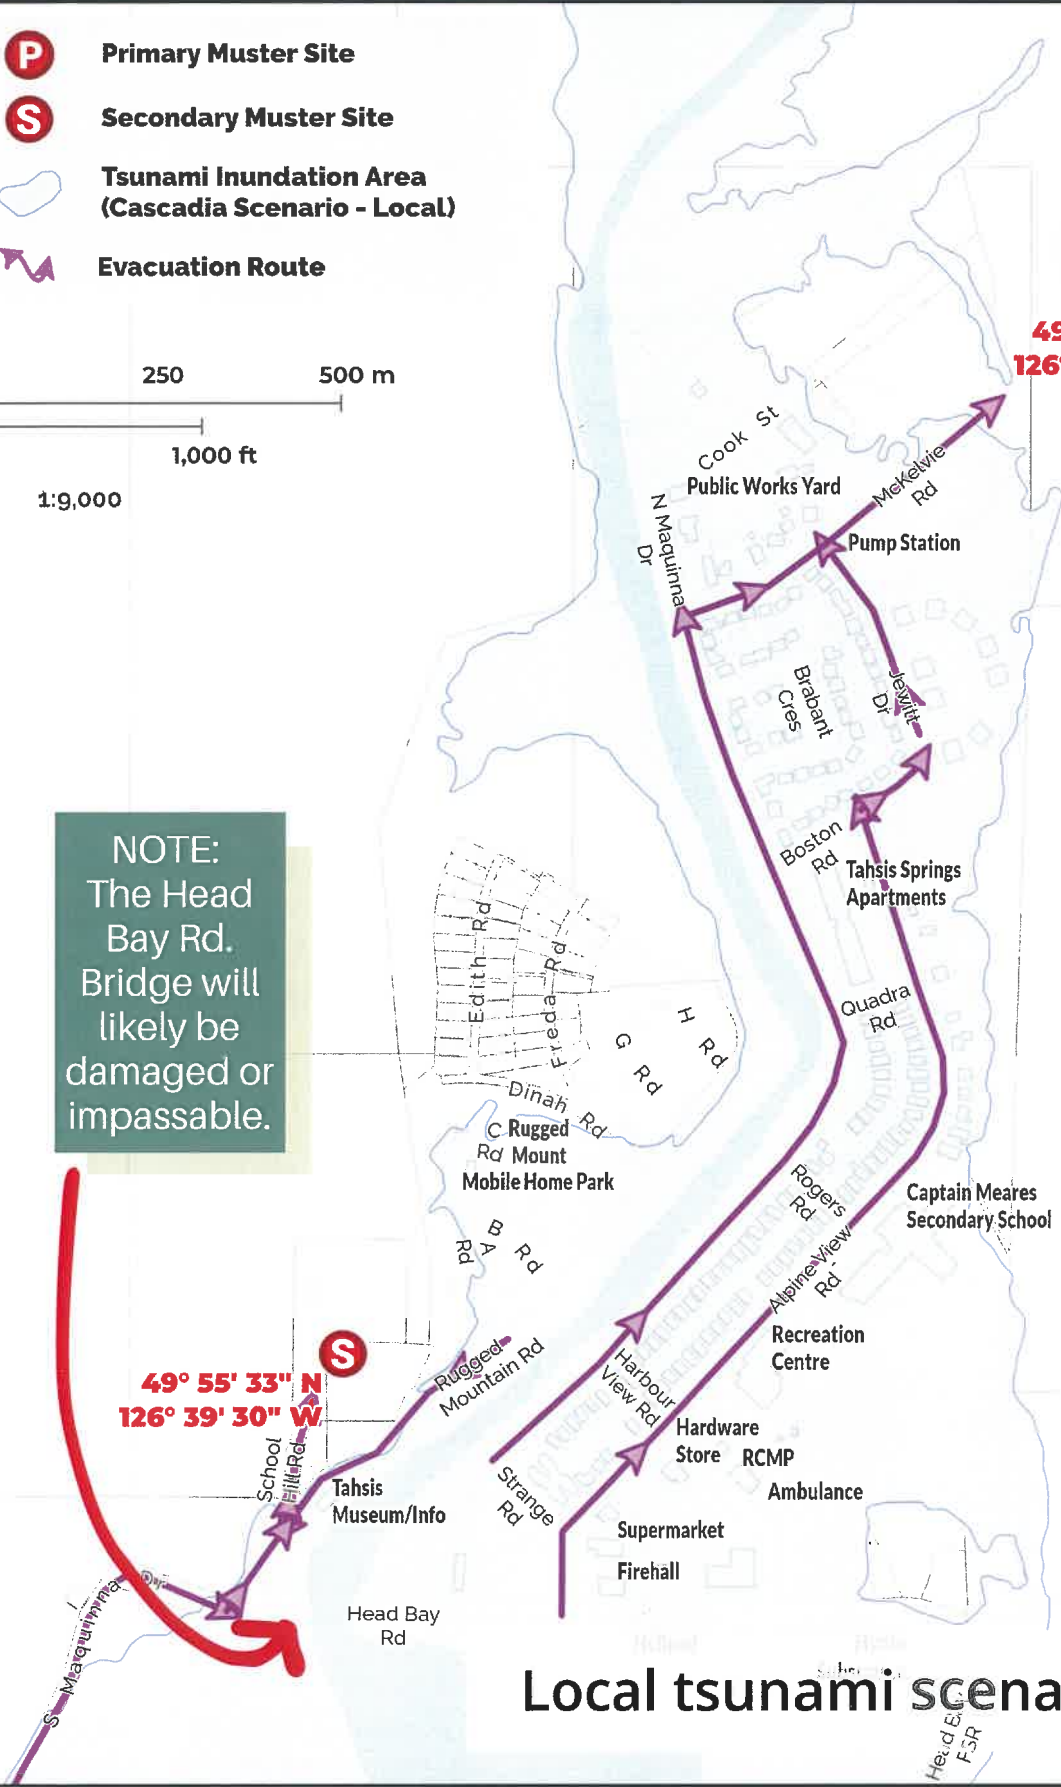 P Primary Muster Site
S Secondary Muster Site
Tsunami Inundation Area
(Cascadia Scenario - Local)
Evacuation Route
250 500 m
1,000 ft
1:9,000
49
126°
Cook St
Public Works Yard
McKelvie
Rd
N Maquinna
Dr
Pump Station
Brabant
Cres
Jewitt
Dr
Boston
Rd
Tahsis Springs
Apartments
NOTE:
The Head
Bay Rd.
Bridge will
likely be
damaged or
impassable.
Edith Rd
Freda Rd
H Rd
G Rd
Quadra
Rd
Dinah Rd
C
Rd
Rugged
Mount
Mobile Home Park
B Rd
A
Rd
Rogers
Rd
Captain Meares
Secondary School
Alpine View
Rd
Recreation
Centre
S
49° 55' 33" N
126° 39' 30" W
Rugged
Mountain Rd
Harbour
View Rd
Hardware
Store
RCMP
Ambulance
School
Hill Rd
Tahsis
Museum/Info
Strange
Rd
Supermarket
Firehall
S Maquinna Dr
Head Bay
Rd
Local tsunami scena
Head B
FSR